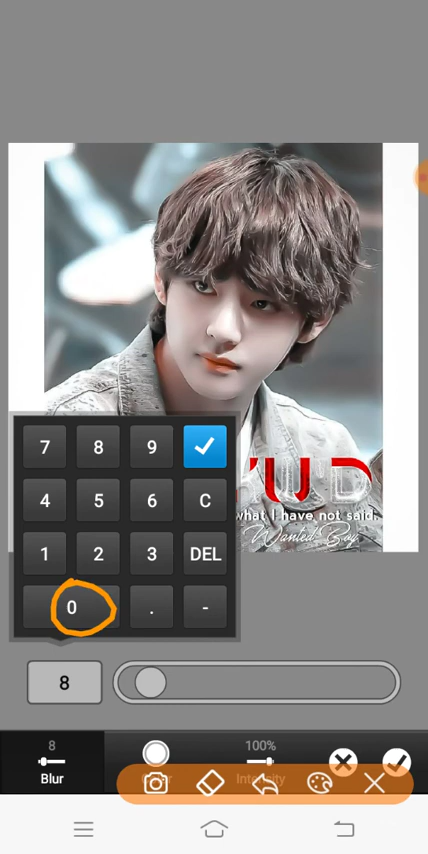 what I have not said.
Wanted Boy
7 8 9
4 5 6 C
1 2 3 DEL
0 . -
8
8 100%
Blur